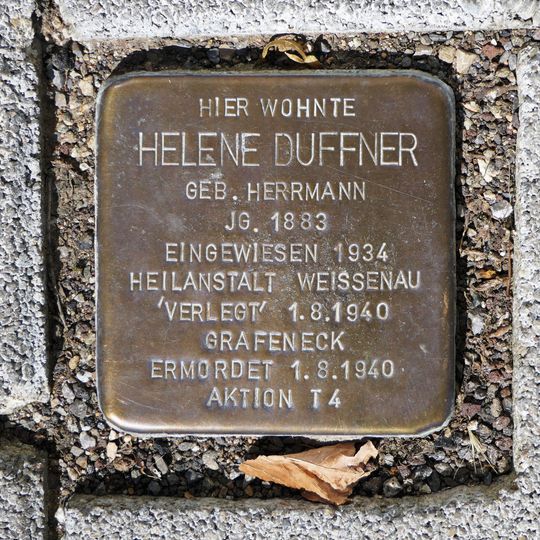 HIER WOHNTE
HELENE DUFFNER
GEB. HERRMANN
JG. 1883
EINGEWIESEN 1934
HEILANSTALT WEISSENAU
'VERLEGT' 1.8.1940
GRAFENECK
ERMORDET 1.8.1940
AKTION T4